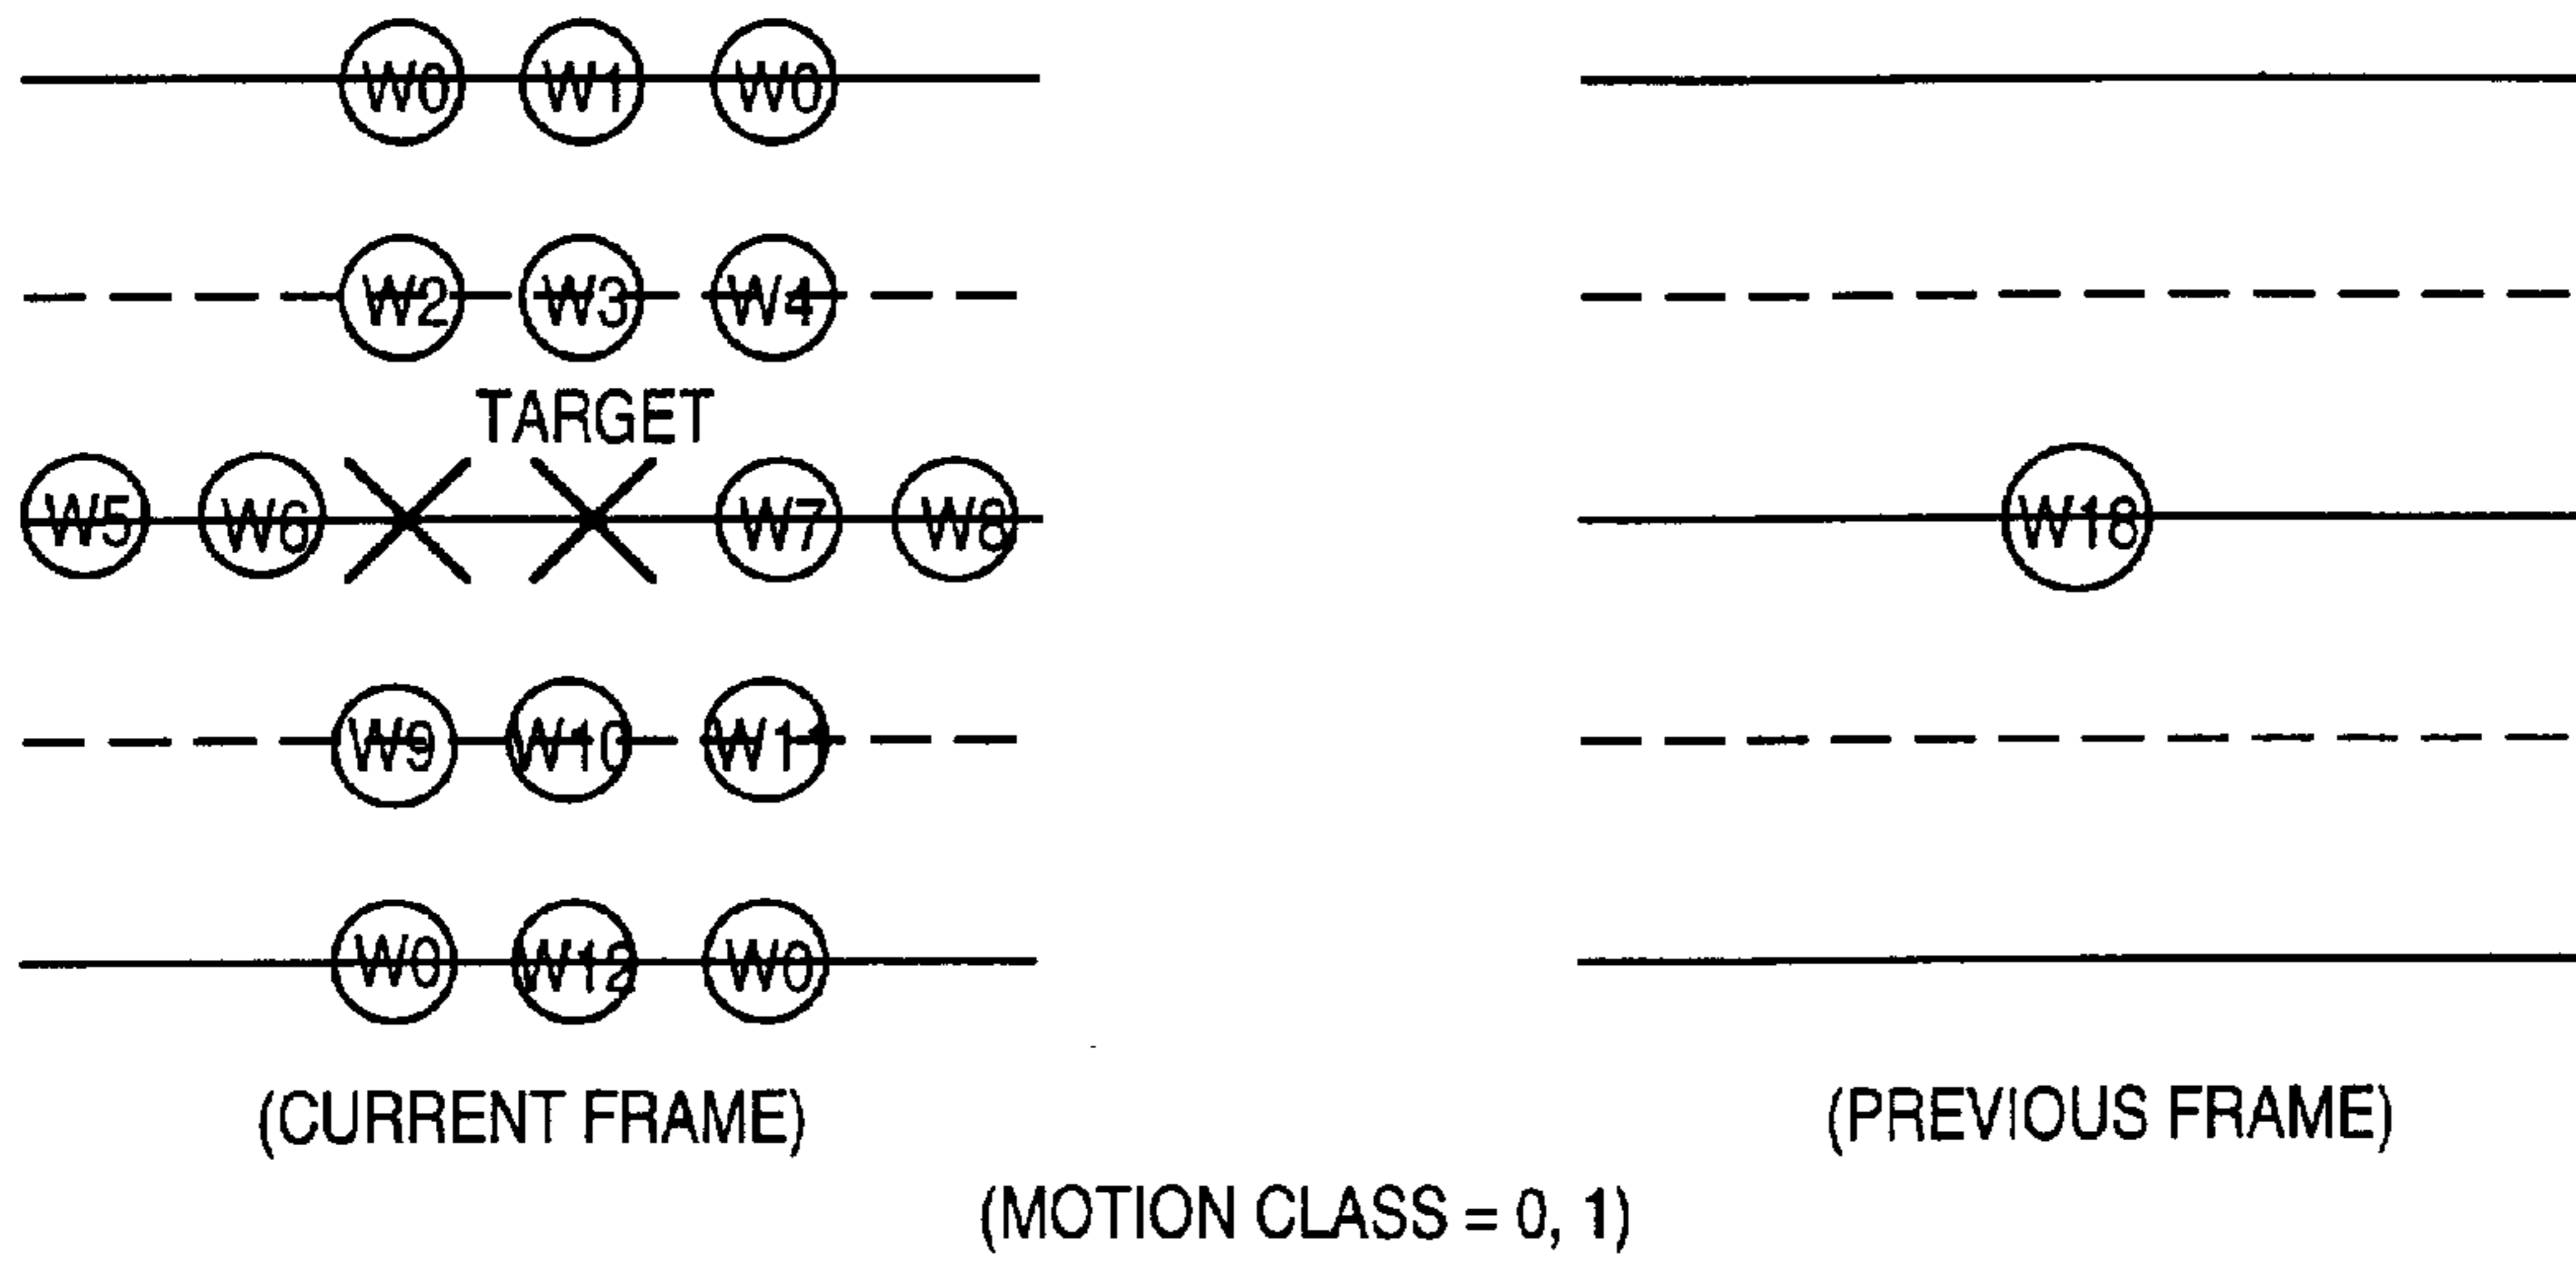 W0 W1 W0
W2 W3 W4
TARGET
W5 W6 W7 W8 W18
W9 W10 W11
W0 W12 W0
(CURRENT FRAME) (PREVIOUS FRAME)
(MOTION CLASS = 0, 1)